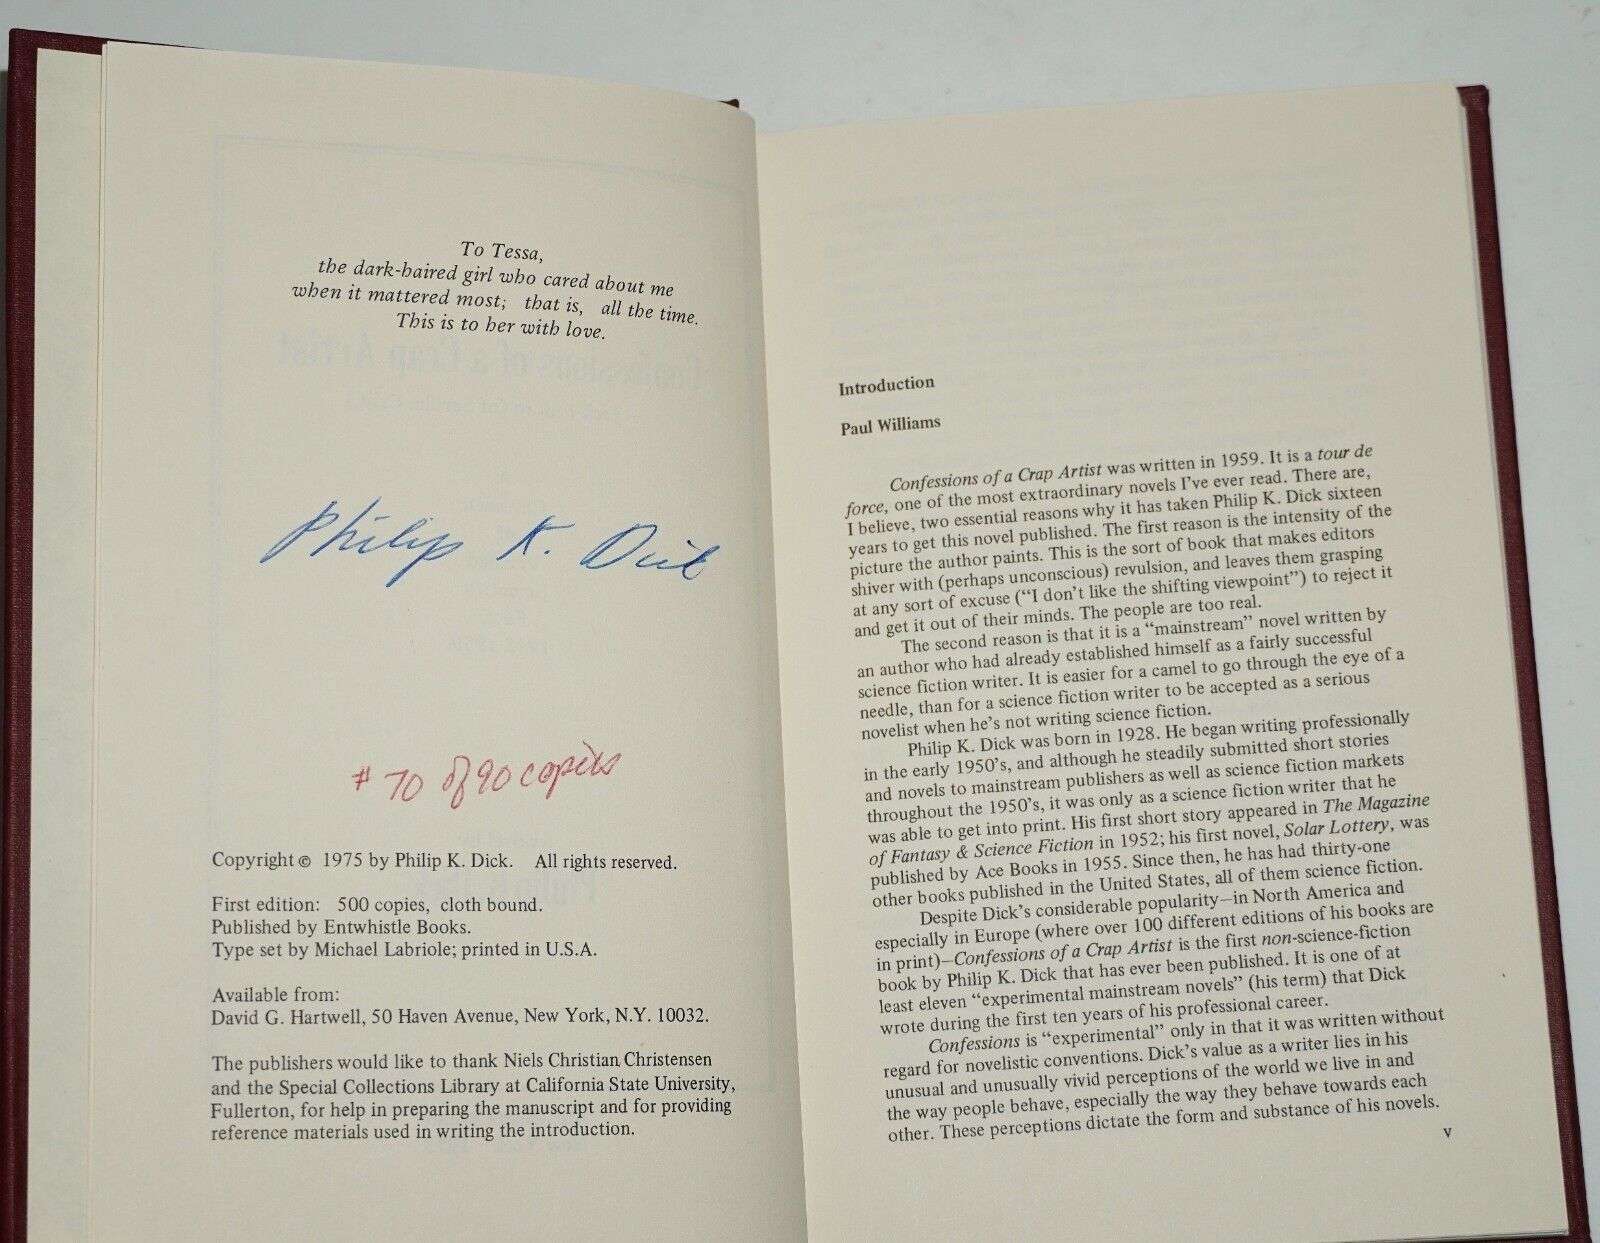 To Tessa,
the dark-haired girl who cared about me
when it mattered most; that is, all the time.
This is to her with love.
Philip K. Dick
# 70 of 90 copies
Copyright © 1975 by Philip K. Dick. All rights reserved.
First edition: 500 copies, cloth bound.
Published by Entwhistle Books.
Type set by Michael Labriole; printed in U.S.A.
Available from:
David G. Hartwell, 50 Haven Avenue, New York, N.Y. 10032.
The publishers would like to thank Niels Christian Christensen
and the Special Collections Library at California State University,
Fullerton, for help in preparing the manuscript and for providing
reference materials used in writing the introduction.
Introduction
Paul Williams
Confessions of a Crap Artist was written in 1959. It is a tour de
force, one of the most extraordinary novels I've ever read. There are,
I believe, two essential reasons why it has taken Philip K. Dick sixteen
years to get this novel published. The first reason is the intensity of the
picture the author paints. This is the sort of book that makes editors
shiver with (perhaps unconscious) revulsion, and leaves them grasping
at any sort of excuse ("I don't like the shifting viewpoint") to reject it
and get it out of their minds. The people are too real.
The second reason is that it is a "mainstream" novel written by
an author who had already established himself as a fairly successful
science fiction writer. It is easier for a camel to go through the eye of a
needle, than for a science fiction writer to be accepted as a serious
novelist when he's not writing science fiction.
Philip K. Dick was born in 1928. He began writing professionally
in the early 1950's, and although he steadily submitted short stories
and novels to mainstream publishers as well as science fiction markets
throughout the 1950's, it was only as a science fiction writer that he
was able to get into print. His first short story appeared in The Magazine
of Fantasy & Science Fiction in 1952; his first novel, Solar Lottery, was
published by Ace Books in 1955. Since then, he has had thirty-one
other books published in the United States, all of them science fiction.
Despite Dick's considerable popularity—in North America and
especially in Europe (where over 100 different editions of his books are
in print)—Confessions of a Crap Artist is the first non-science-fiction
book by Philip K. Dick that has ever been published. It is one of at
least eleven "experimental mainstream novels" (his term) that Dick
wrote during the first ten years of his professional career.
Confessions is "experimental" only in that it was written without
regard for novelistic conventions. Dick's value as a writer lies in his
unusual and unusually vivid perceptions of the world we live in and
the way people behave, especially the way they behave towards each
other. These perceptions dictate the form and substance of his novels.
v